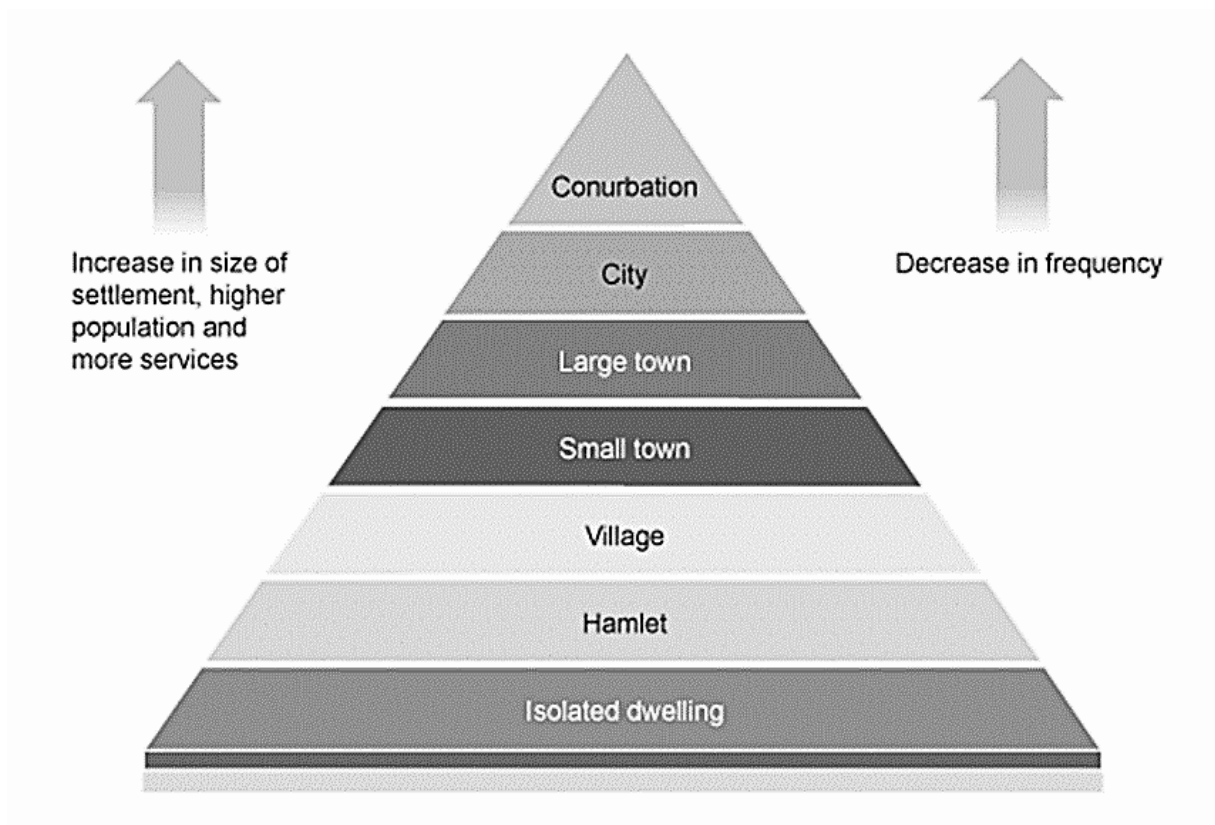 Conurbation
Increase in size of
settlement, higher
population and
more services
Decrease in frequency
City
Large town
Small town
Village
Hamlet
Isolated dwelling